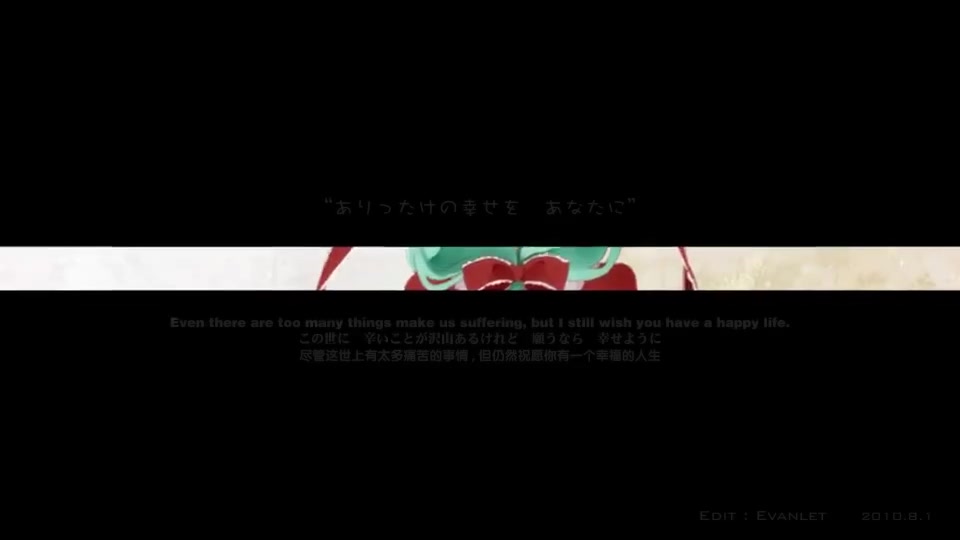 “ありったけの幸せを　あなたに”
Even there are too many things make us suffering, but I still wish you have a happy life.
この世に　辛いことが沢山あるけれど　願うなら　幸せように
尽管这世上有太多痛苦的事情，但仍然祝愿你有一个幸福的人生
Edit : Evanlet　2010.8.1